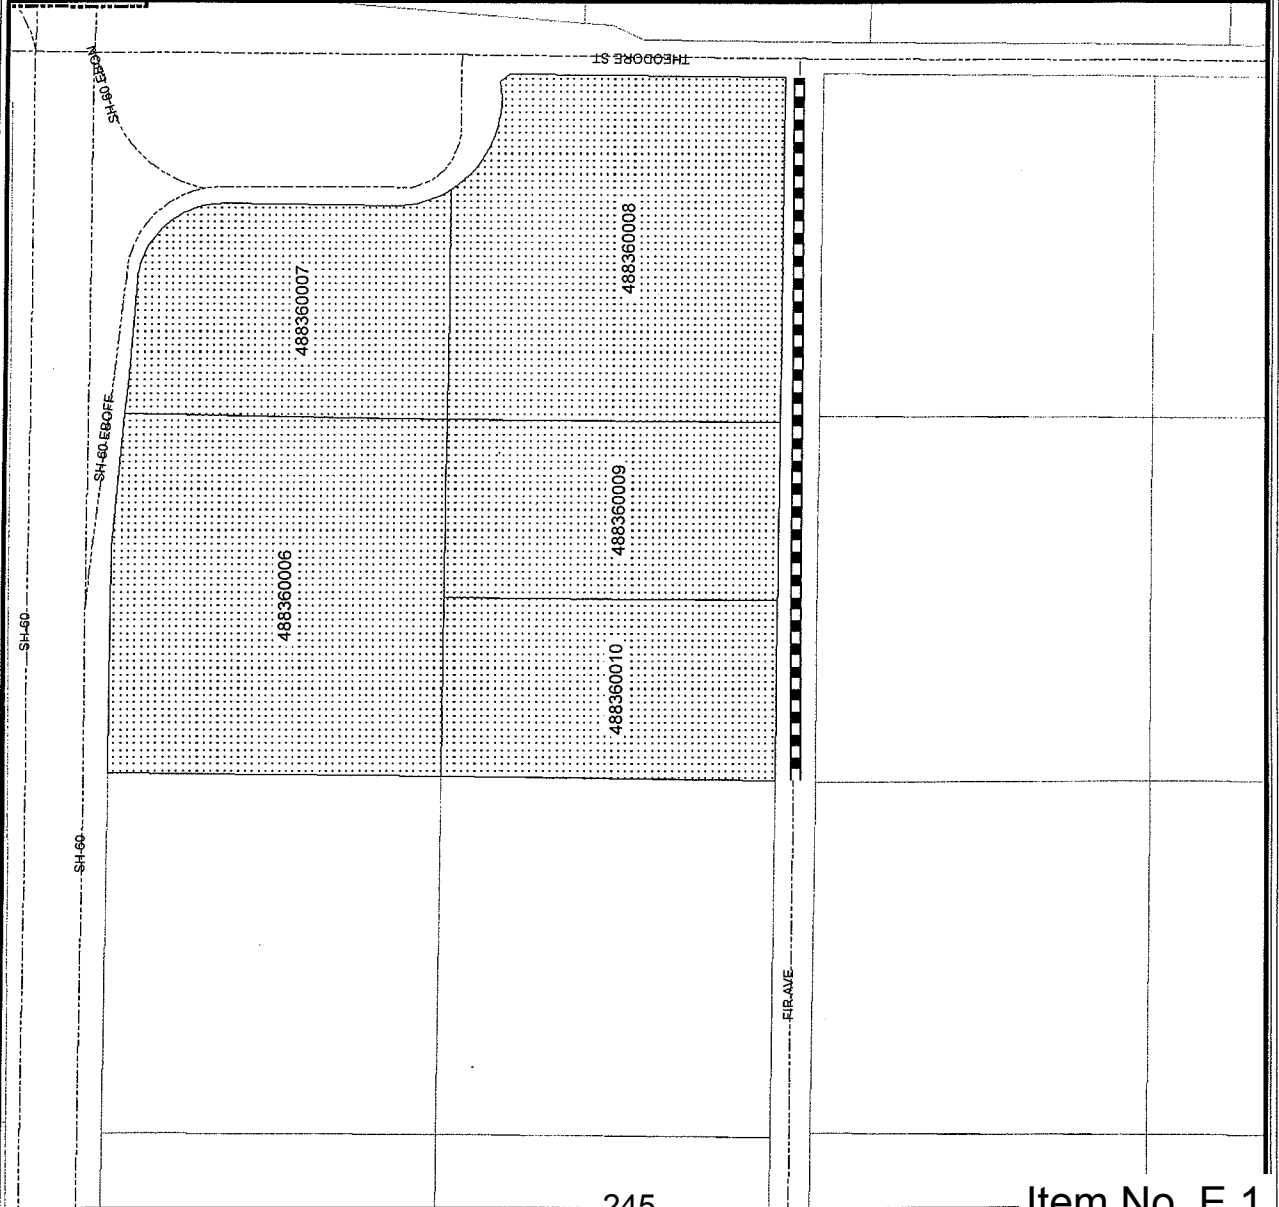 THEODORE ST
SH-60 EBON
488360008
488360007
SH-60 EBOFF
488360009
488360006
488360010
SH-60
SH-60
FIR AVE
245
Item No. E.1